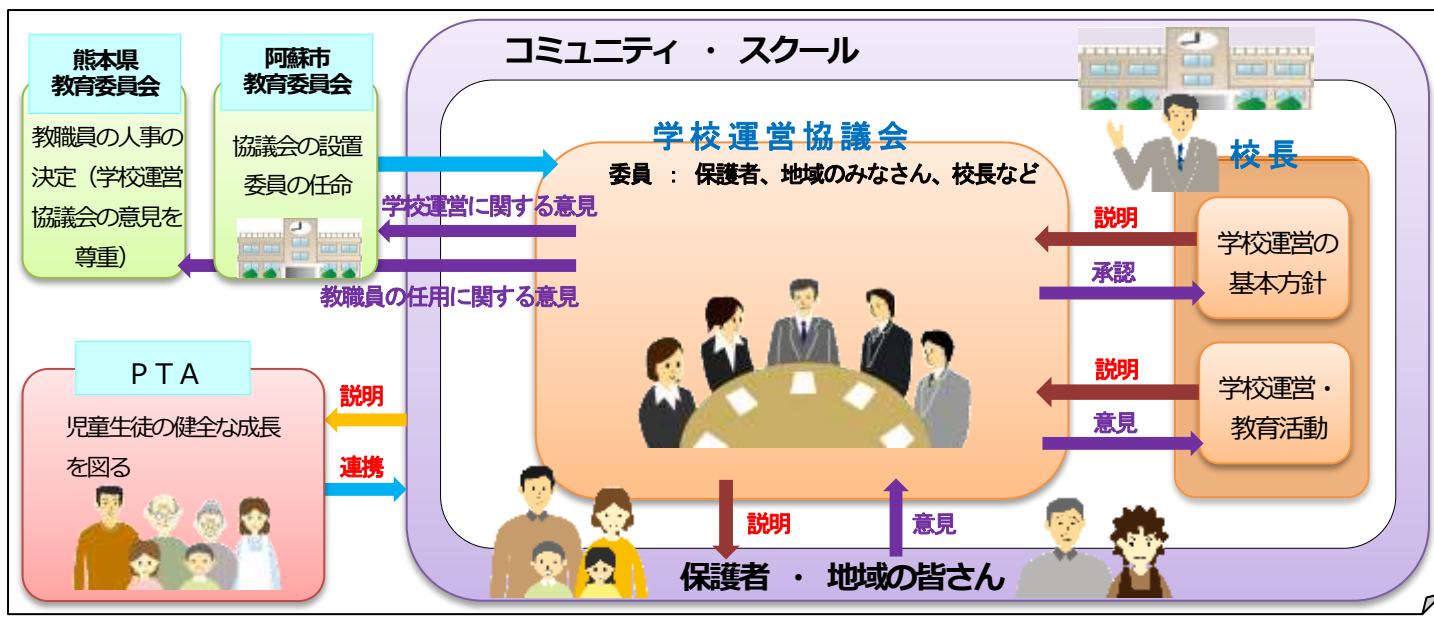 熊本県
教育委員会
教職員の人事の
決定（学校運営
協議会の意見を
尊重）
阿蘇市
教育委員会
協議会の設置
委員の任命
コミュニティ ・ スクール
学校運営協議会
委員 ： 保護者、地域のみなさん、校長など
学校運営に関する意見
教職員の任用に関する意見
校長
説明
学校運営の
基本方針
承認
説明
学校運営・
教育活動
意見
PTA
児童生徒の健全な成長
を図る
説明
連携
説明
意見
保護者 ・ 地域の皆さん